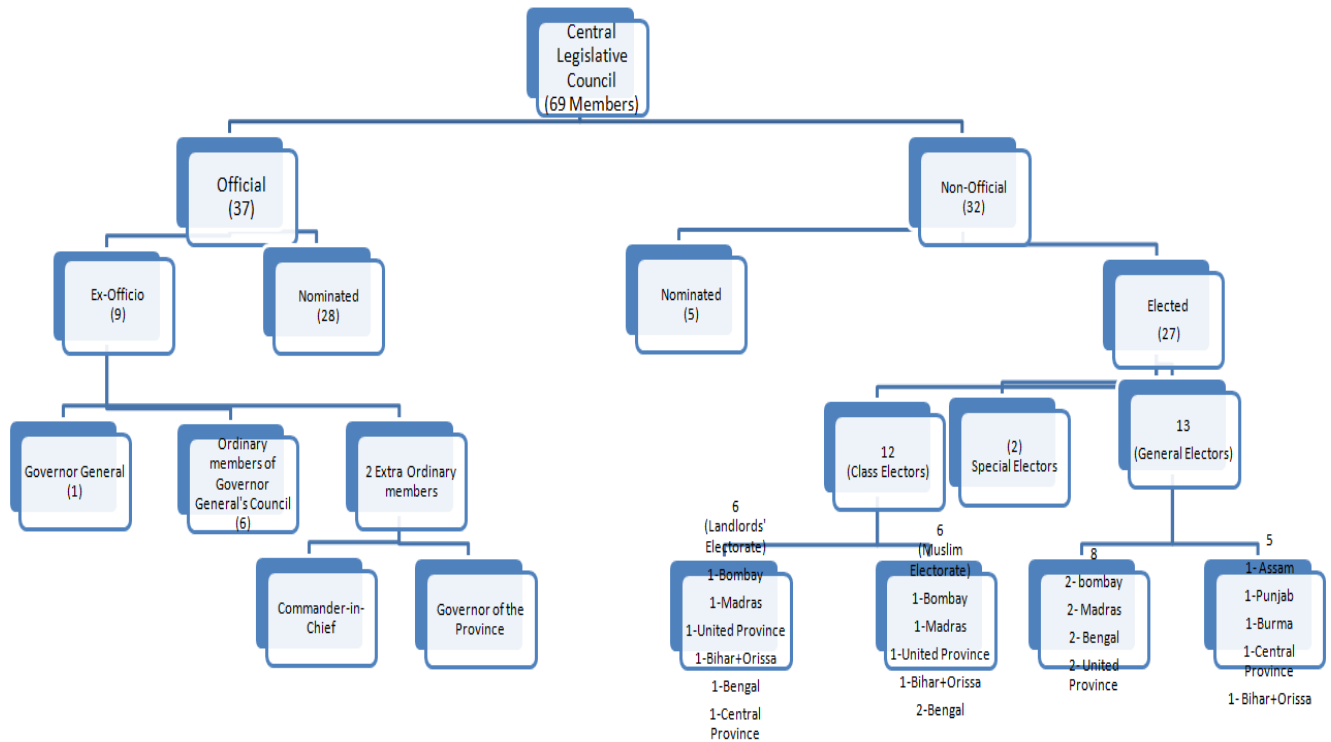 Central
Legislative
Council
(69 Members)
Official
(37)
Non-Official
(32)
Ex-Officio
(9)
Nominated
(28)
Nominated
(5)
Elected
(27)
Governor General
(1)
Ordinary
members of
Governor
General's Council
(6)
2 Extra Ordinary
members
12
(Class Electors)
(2)
Special Electors
13
(General Electors)
Commander-in-
Chief
Governor of the
Province
6
(Landlords'
Electorate)
1-Bombay
1-Madras
1-United Province
1-Bihar+Orissa
1-Bengal
1-Central
Province
6
(Muslim
Electorate)
1-Bombay
1-Madras
1-United Province
1-Bihar+Orissa
2-Bengal
8
2- bombay
2- Madras
2- Bengal
2- United
Province
5
1- Assam
1-Punjab
1-Burma
1-Central
Province
1- Bihar+Orissa